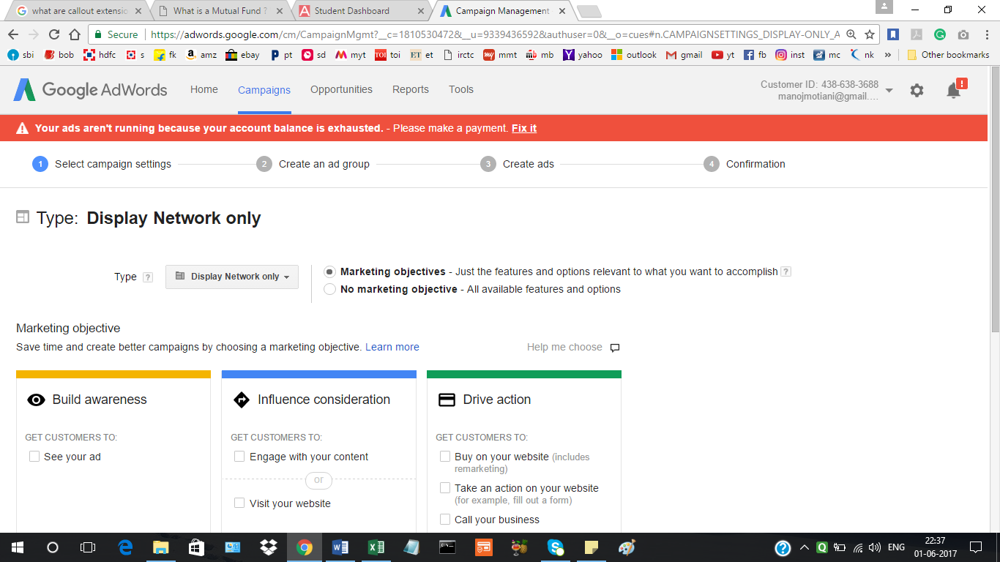 what are callout extensio
What is a Mutual Fund ?
Student Dashboard
Campaign Management
Secure
https://adwords.google.com/cm/CampaignMgmt?__c=1810530472&__u=9339436592&authuser=0&__o=cues#n.CAMPAIGNSETTINGS_DISPLAY-ONLY_A
sbi bob hdfc s fk amz ebay pt sd myt toi et irctc mmt mb yahoo outlook gmail yt fb inst mc nk » Other bookmarks
Google AdWords
Home Campaigns Opportunities Reports Tools
Customer ID: 438-638-3688
manojmotiani@gmail....
!
Your ads aren't running because your account balance is exhausted. - Please make a payment. Fix it
1 Select campaign settings
2 Create an ad group
3 Create ads
4 Confirmation
Type: Display Network only
Type ?
Display Network only
Marketing objectives - Just the features and options relevant to what you want to accomplish ?
No marketing objective - All available features and options
Marketing objective
Save time and create better campaigns by choosing a marketing objective. Learn more
Help me choose
Build awareness
GET CUSTOMERS TO:
See your ad
Influence consideration
GET CUSTOMERS TO:
Engage with your content
or
Visit your website
Drive action
GET CUSTOMERS TO:
Buy on your website (includes
remarketing)
Take an action on your website
(for example, fill out a form)
Call your business
ENG
22:37
01-06-2017